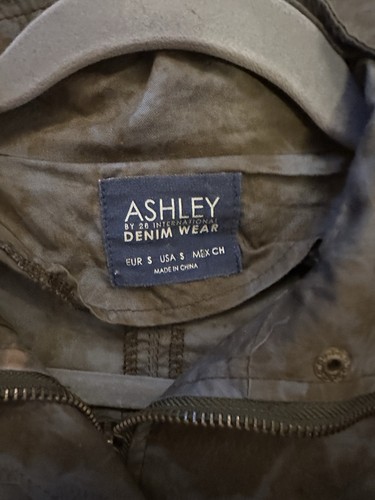 ASHLEY
BY 26 INTERNATIONAL
DENIM WEAR
EUR S USA S MEX CH
MADE IN CHINA